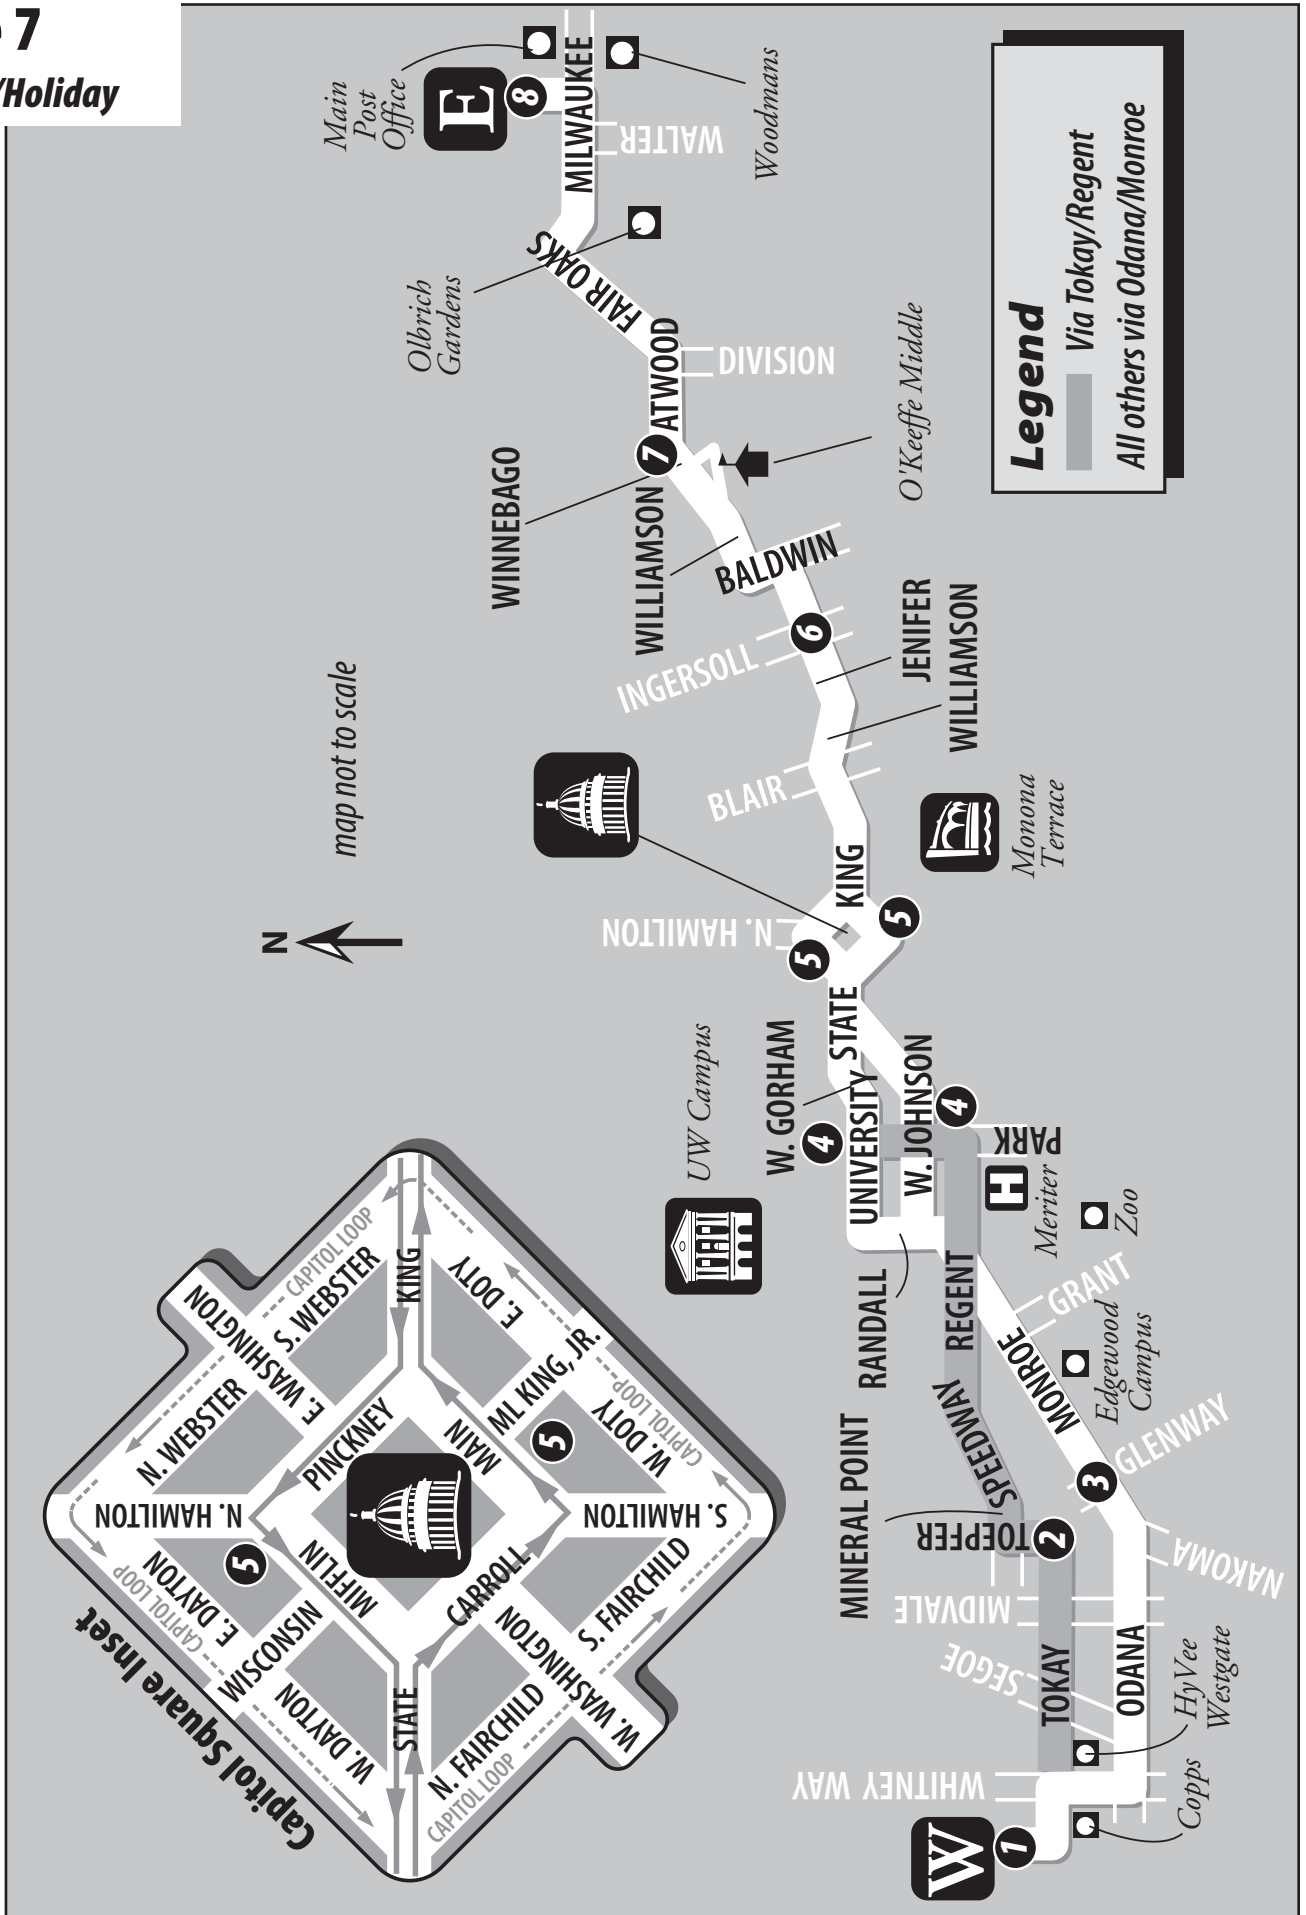 7
/Holiday
Main
Post
Office
E
8
MILWAUKEE
WALTER
Woodmans
Olbrich
Gardens
FAIR OAKS
ATWOOD
DIVISION
7
WINNEBAGO
WILLIAMSON
O'Keeffe Middle
BALDWIN
6
INGERSOLL
JENIFER
WILLIAMSON
BLAIR
Monona
Terrace
KING
N. HAMILTON
5
5
STATE
map not to scale
N
UW Campus
W. GORHAM
4
UNIVERSITY
W. JOHNSON
4
PARK
H
Meriter
Zoo
RANDALL
REGENT
GRANT
MONROE
Edgewood
Campus
SPEEDWAY
MINERAL POINT
GLENWAY
3
TOEPFER
2
NAKOMA
MIDVALE
SEGOE
TOKAY
ODANA
HyVee
Westgate
WHITNEY WAY
Copps
W
1
Legend
Via Tokay/Regent
All others via Odana/Monroe
Capitol Square Inset
CAPITOL LOOP
S. WEBSTER
KING
E. DOTY
E. WASHINGTON
N. WEBSTER
PINCKNEY
MAIN
ML KING, JR.
5
W. DOTY
CAPITOL LOOP
N. HAMILTON
S. HAMILTON
5
MIFFLIN
CARROLL
E. DAYTON
CAPITOL LOOP
WISCONSIN
W. DAYTON
STATE
N. FAIRCHILD
CAPITOL LOOP
W. WASHINGTON
S. FAIRCHILD